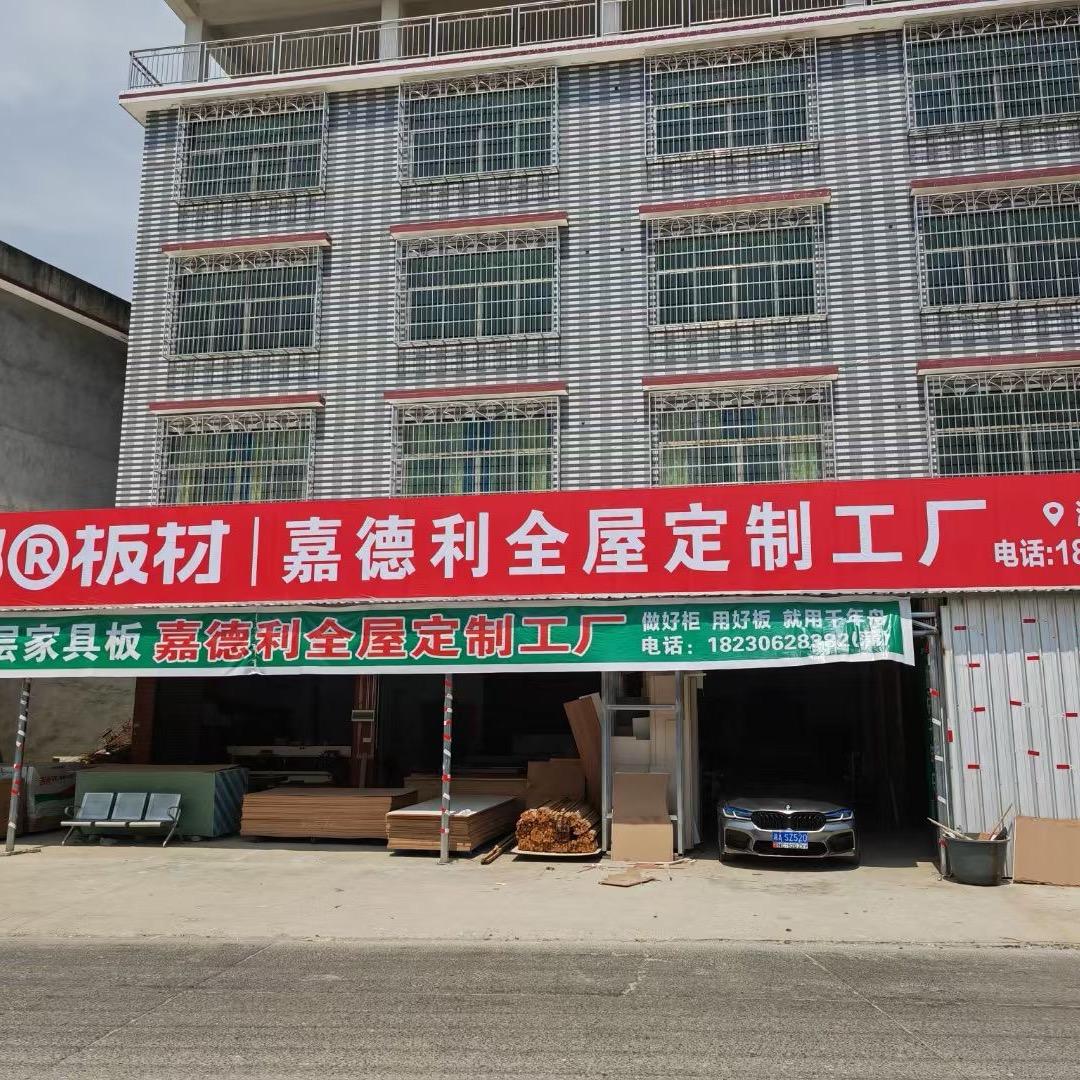 ®板材 | 嘉德利全屋定制工厂
电话:18
层家具板 嘉德利全屋定制工厂
做好柜 用好板 就用千年舟
电话：18230628382(满)
SZ520